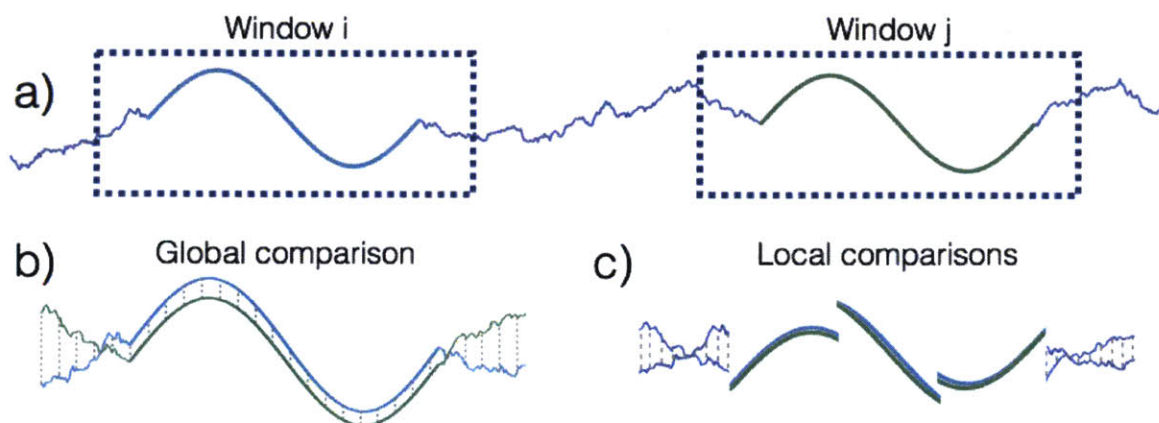 Window i
Window j
a)
b)
Global comparison
c)
Local comparisons